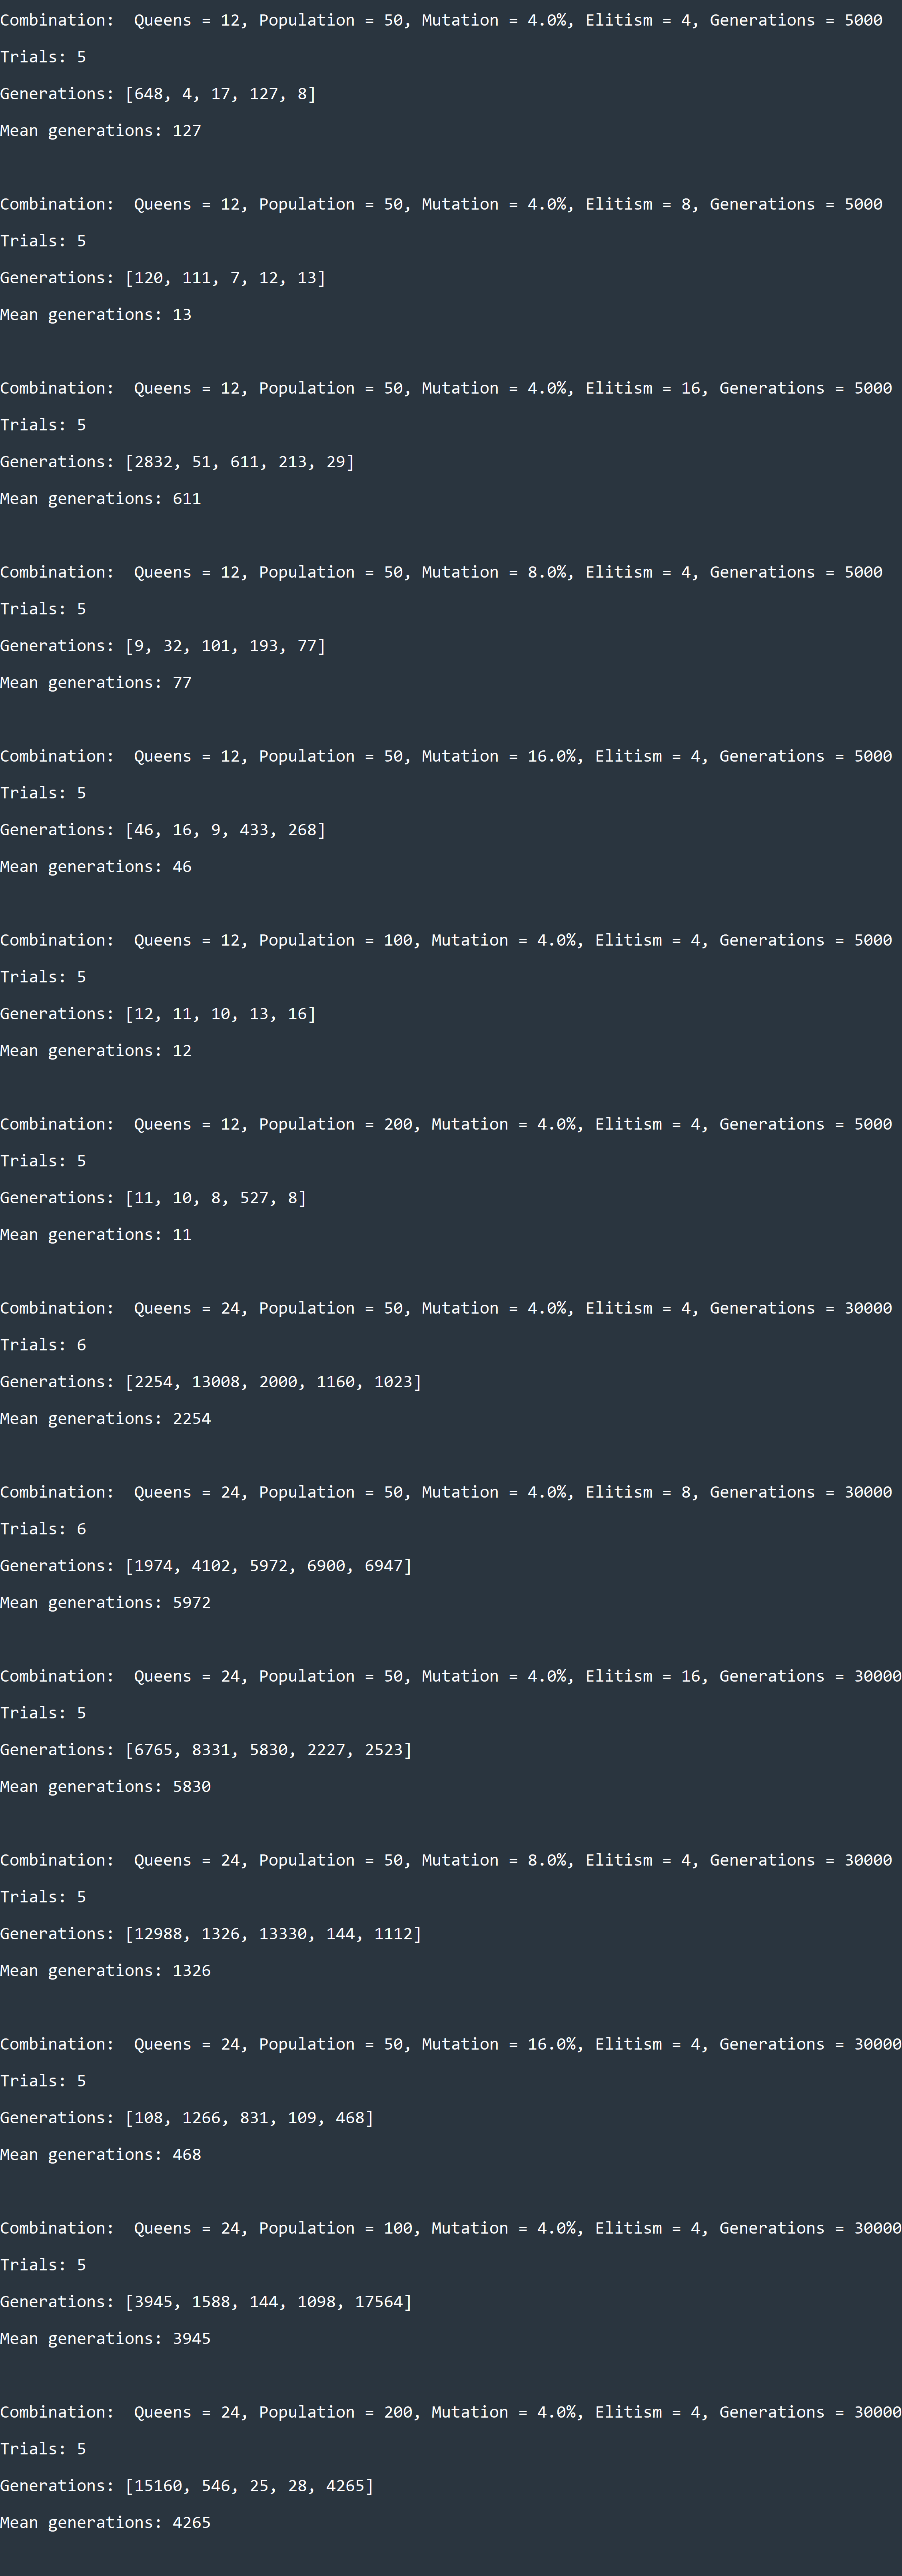 Combination:  Queens = 12, Population = 50, Mutation = 4.0%, Elitism = 4, Generations = 5000
Trials: 5
Generations: [648, 4, 17, 127, 8]
Mean generations: 127
Combination:  Queens = 12, Population = 50, Mutation = 4.0%, Elitism = 8, Generations = 5000
Trials: 5
Generations: [120, 111, 7, 12, 13]
Mean generations: 13
Combination:  Queens = 12, Population = 50, Mutation = 4.0%, Elitism = 16, Generations = 5000
Trials: 5
Generations: [2832, 51, 611, 213, 29]
Mean generations: 611
Combination:  Queens = 12, Population = 50, Mutation = 8.0%, Elitism = 4, Generations = 5000
Trials: 5
Generations: [9, 32, 101, 193, 77]
Mean generations: 77
Combination:  Queens = 12, Population = 50, Mutation = 16.0%, Elitism = 4, Generations = 5000
Trials: 5
Generations: [46, 16, 9, 433, 268]
Mean generations: 46
Combination:  Queens = 12, Population = 100, Mutation = 4.0%, Elitism = 4, Generations = 5000
Trials: 5
Generations: [12, 11, 10, 13, 16]
Mean generations: 12
Combination:  Queens = 12, Population = 200, Mutation = 4.0%, Elitism = 4, Generations = 5000
Trials: 5
Generations: [11, 10, 8, 527, 8]
Mean generations: 11
Combination:  Queens = 24, Population = 50, Mutation = 4.0%, Elitism = 4, Generations = 30000
Trials: 6
Generations: [2254, 13008, 2000, 1160, 1023]
Mean generations: 2254
Combination:  Queens = 24, Population = 50, Mutation = 4.0%, Elitism = 8, Generations = 30000
Trials: 6
Generations: [1974, 4102, 5972, 6900, 6947]
Mean generations: 5972
Combination:  Queens = 24, Population = 50, Mutation = 4.0%, Elitism = 16, Generations = 30000
Trials: 5
Generations: [6765, 8331, 5830, 2227, 2523]
Mean generations: 5830
Combination:  Queens = 24, Population = 50, Mutation = 8.0%, Elitism = 4, Generations = 30000
Trials: 5
Generations: [12988, 1326, 13330, 144, 1112]
Mean generations: 1326
Combination:  Queens = 24, Population = 50, Mutation = 16.0%, Elitism = 4, Generations = 30000
Trials: 5
Generations: [108, 1266, 831, 109, 468]
Mean generations: 468
Combination:  Queens = 24, Population = 100, Mutation = 4.0%, Elitism = 4, Generations = 30000
Trials: 5
Generations: [3945, 1588, 144, 1098, 17564]
Mean generations: 3945
Combination:  Queens = 24, Population = 200, Mutation = 4.0%, Elitism = 4, Generations = 30000
Trials: 5
Generations: [15160, 546, 25, 28, 4265]
Mean generations: 4265